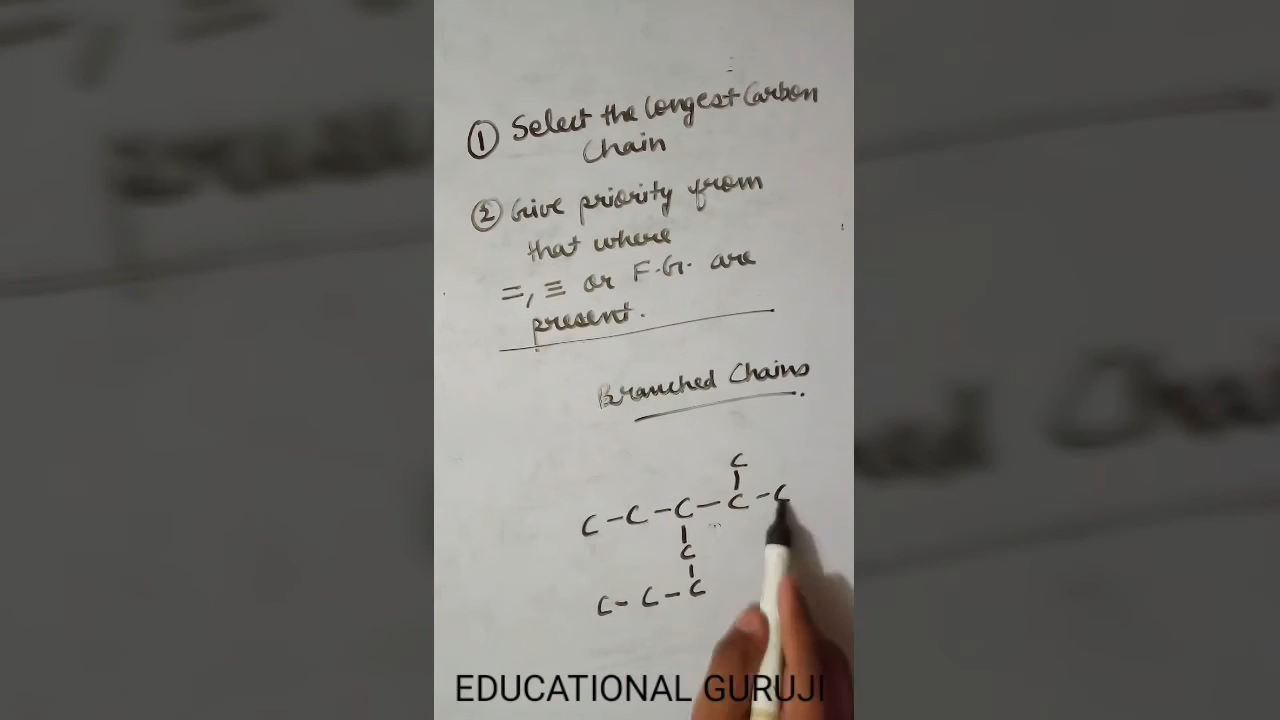 ① Select the longest Carbon
Chain
② Give priority from
that where
=, ≡ or F.G. are
present.
Branched Chains
C
C - C - C - C - C
C
C - C - C
EDUCATIONAL GURUJI